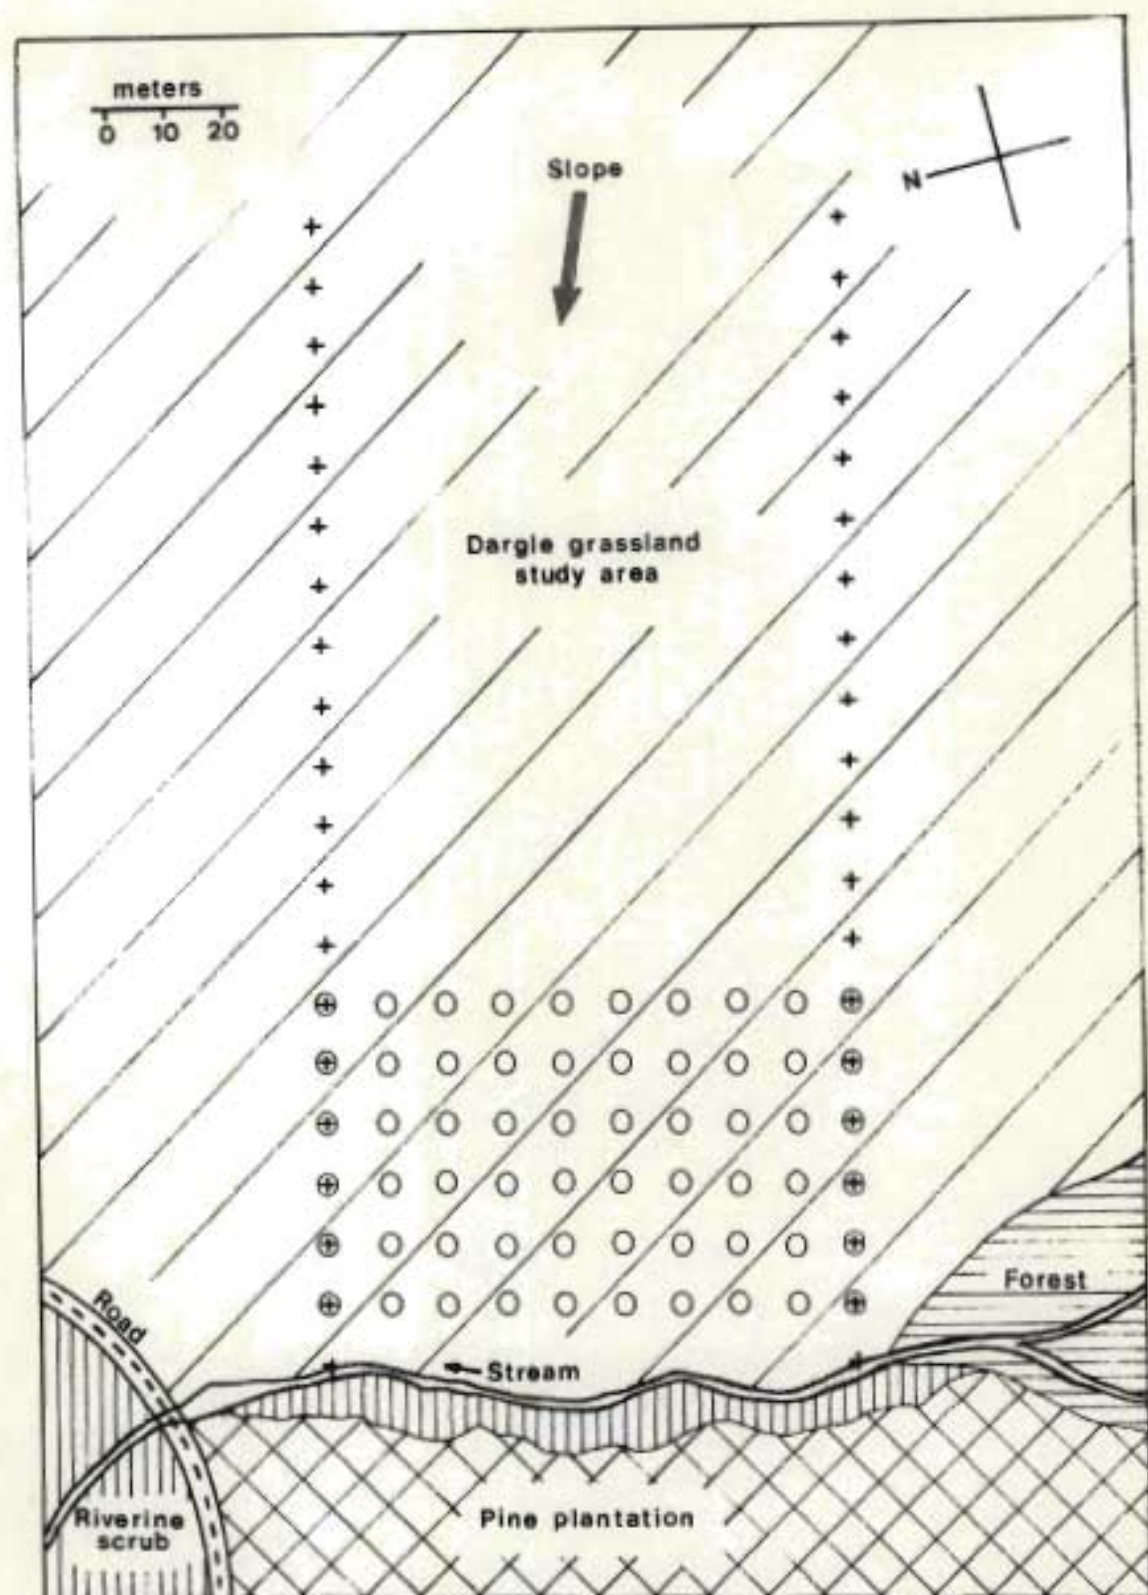 meters
0 10 20
Slope
N
Dargle grassland
study area
Road
Forest
Stream
Riverine
scrub
Pine plantation